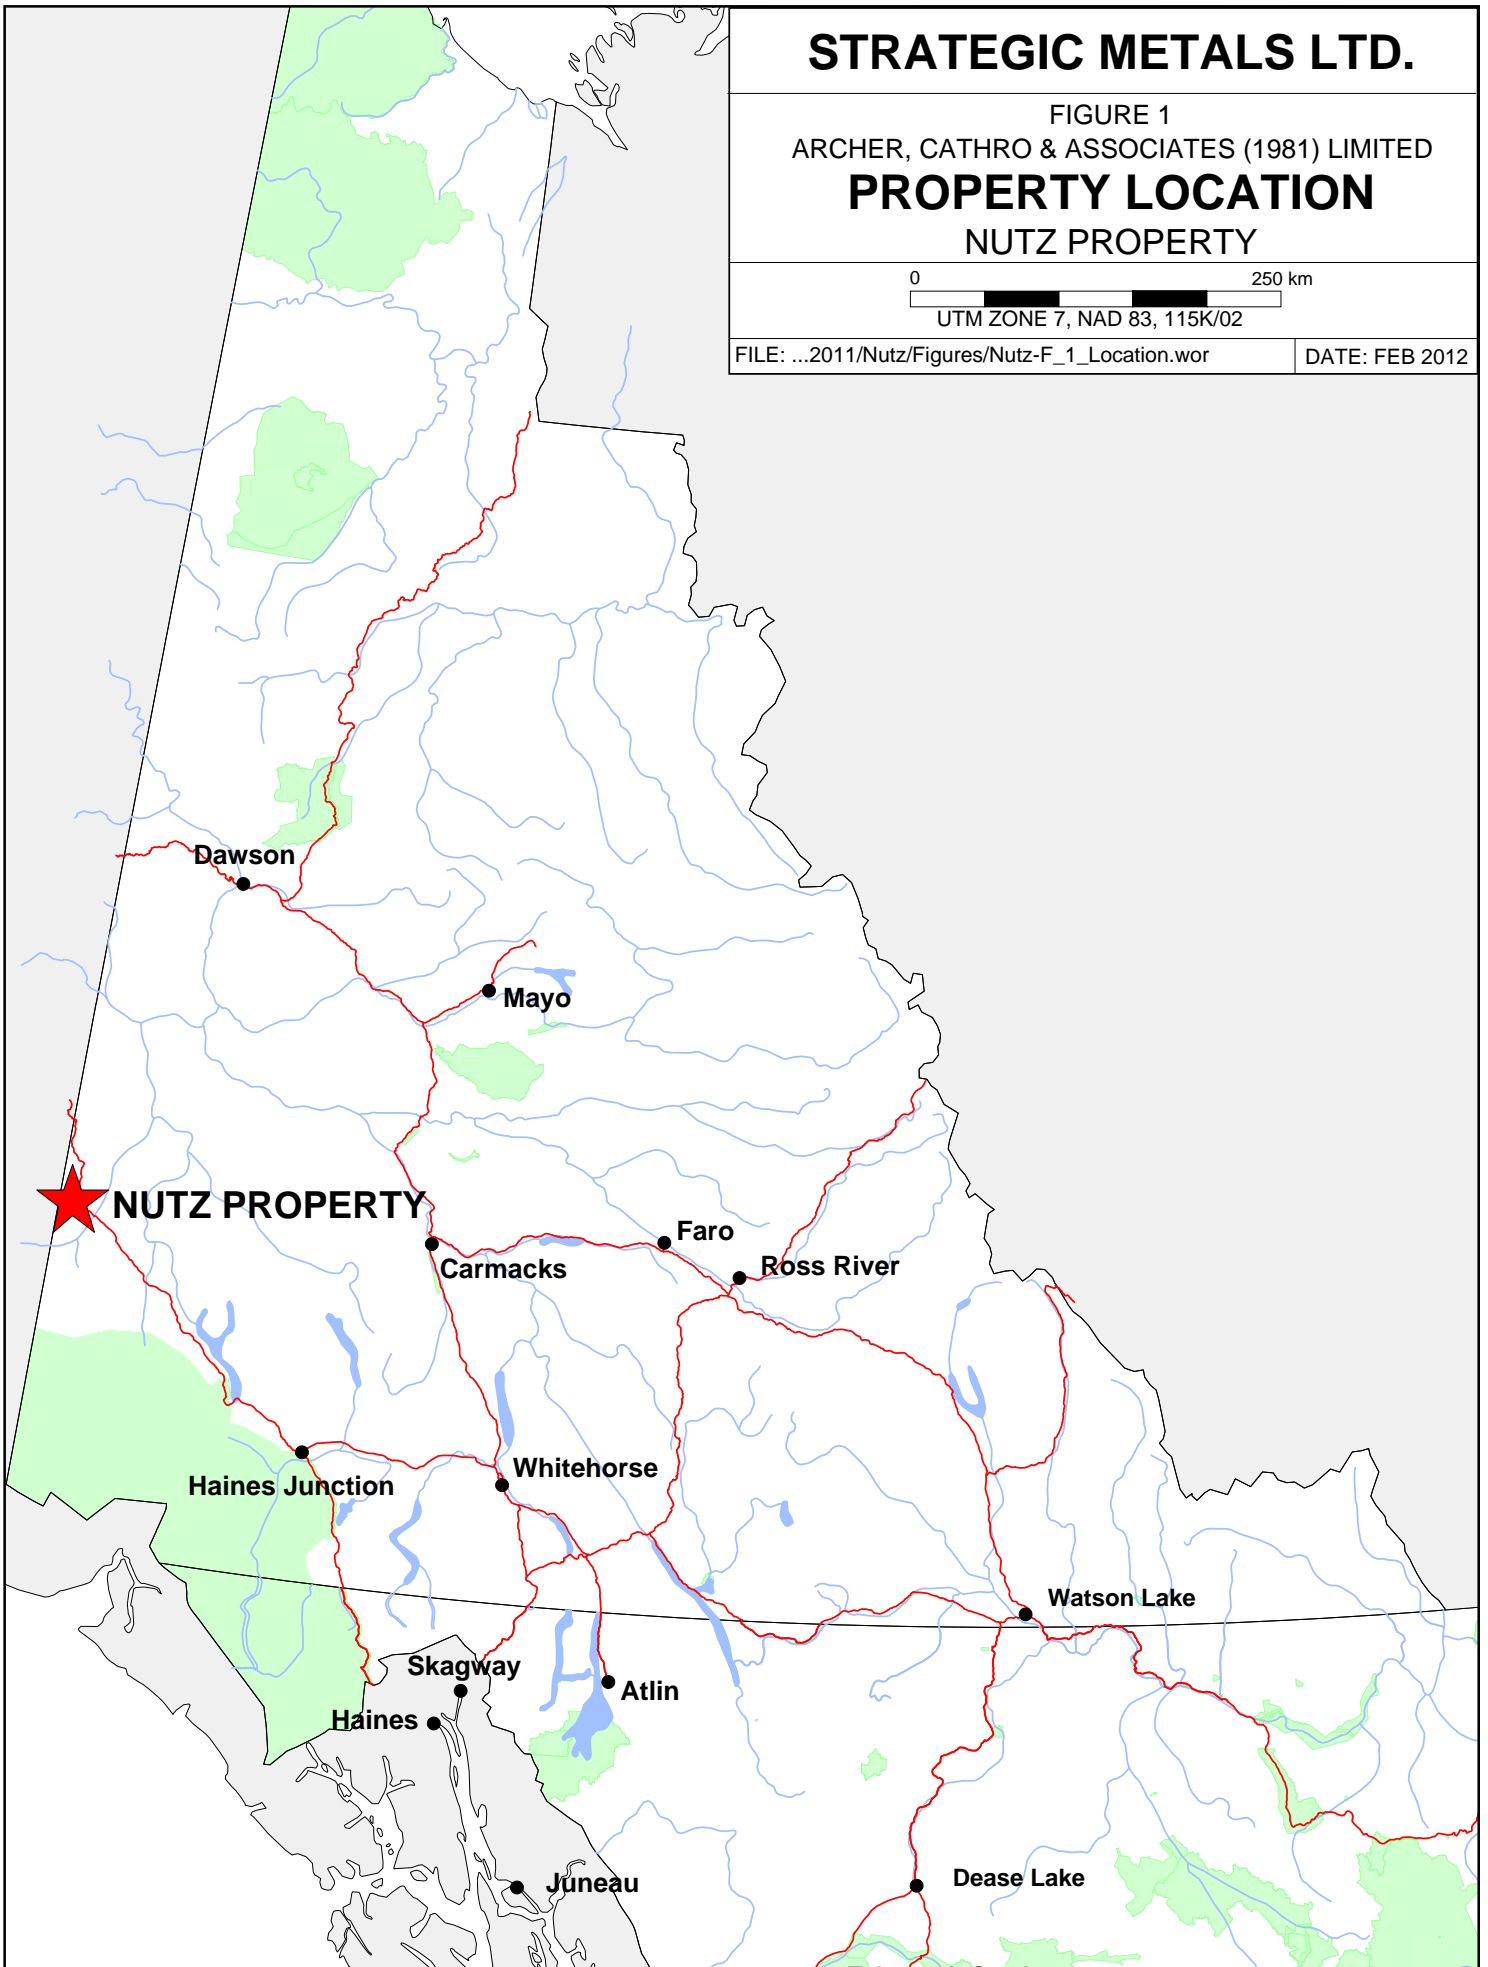 STRATEGIC METALS LTD.
FIGURE 1
ARCHER, CATHRO & ASSOCIATES (1981) LIMITED
PROPERTY LOCATION
NUTZ PROPERTY
0 250 km
UTM ZONE 7, NAD 83, 115K/02
FILE: ...2011/Nutz/Figures/Nutz-F_1_Location.wor DATE: FEB 2012
Dawson
Mayo
NUTZ PROPERTY
Faro
Carmacks
Ross River
Whitehorse
Haines Junction
Watson Lake
Skagway
Atlin
Haines
Juneau
Dease Lake